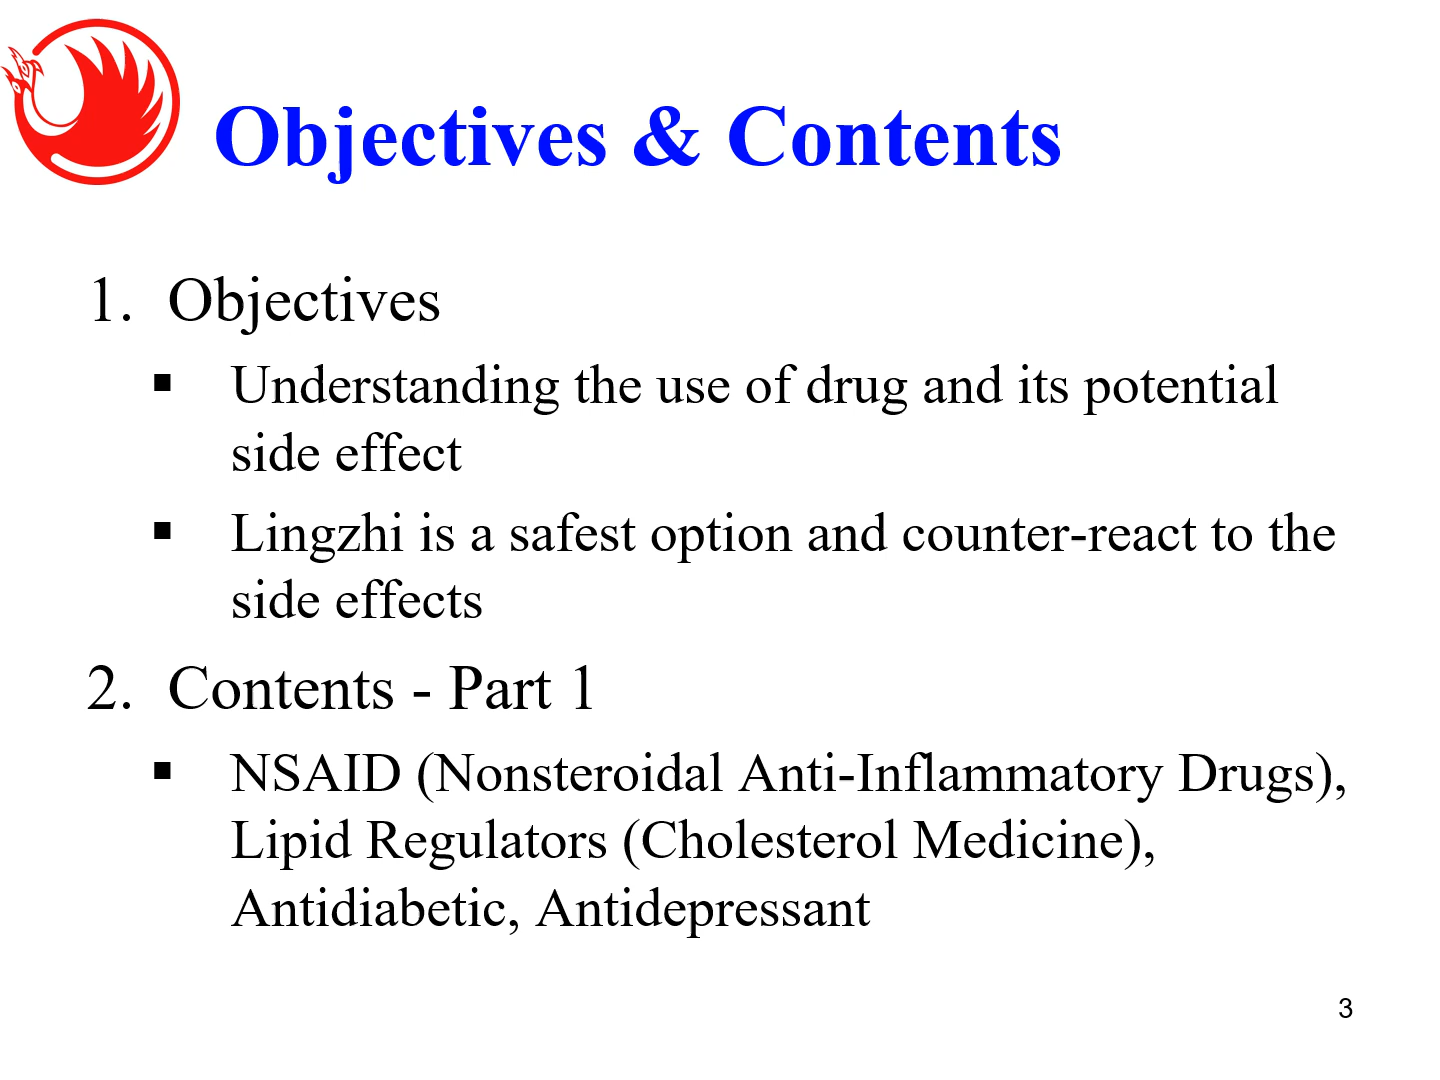 Objectives & Contents
1. Objectives
▪ Understanding the use of drug and its potential
side effect
▪ Lingzhi is a safest option and counter-react to the
side effects
2. Contents - Part 1
▪ NSAID (Nonsteroidal Anti-Inflammatory Drugs),
Lipid Regulators (Cholesterol Medicine),
Antidiabetic, Antidepressant
3